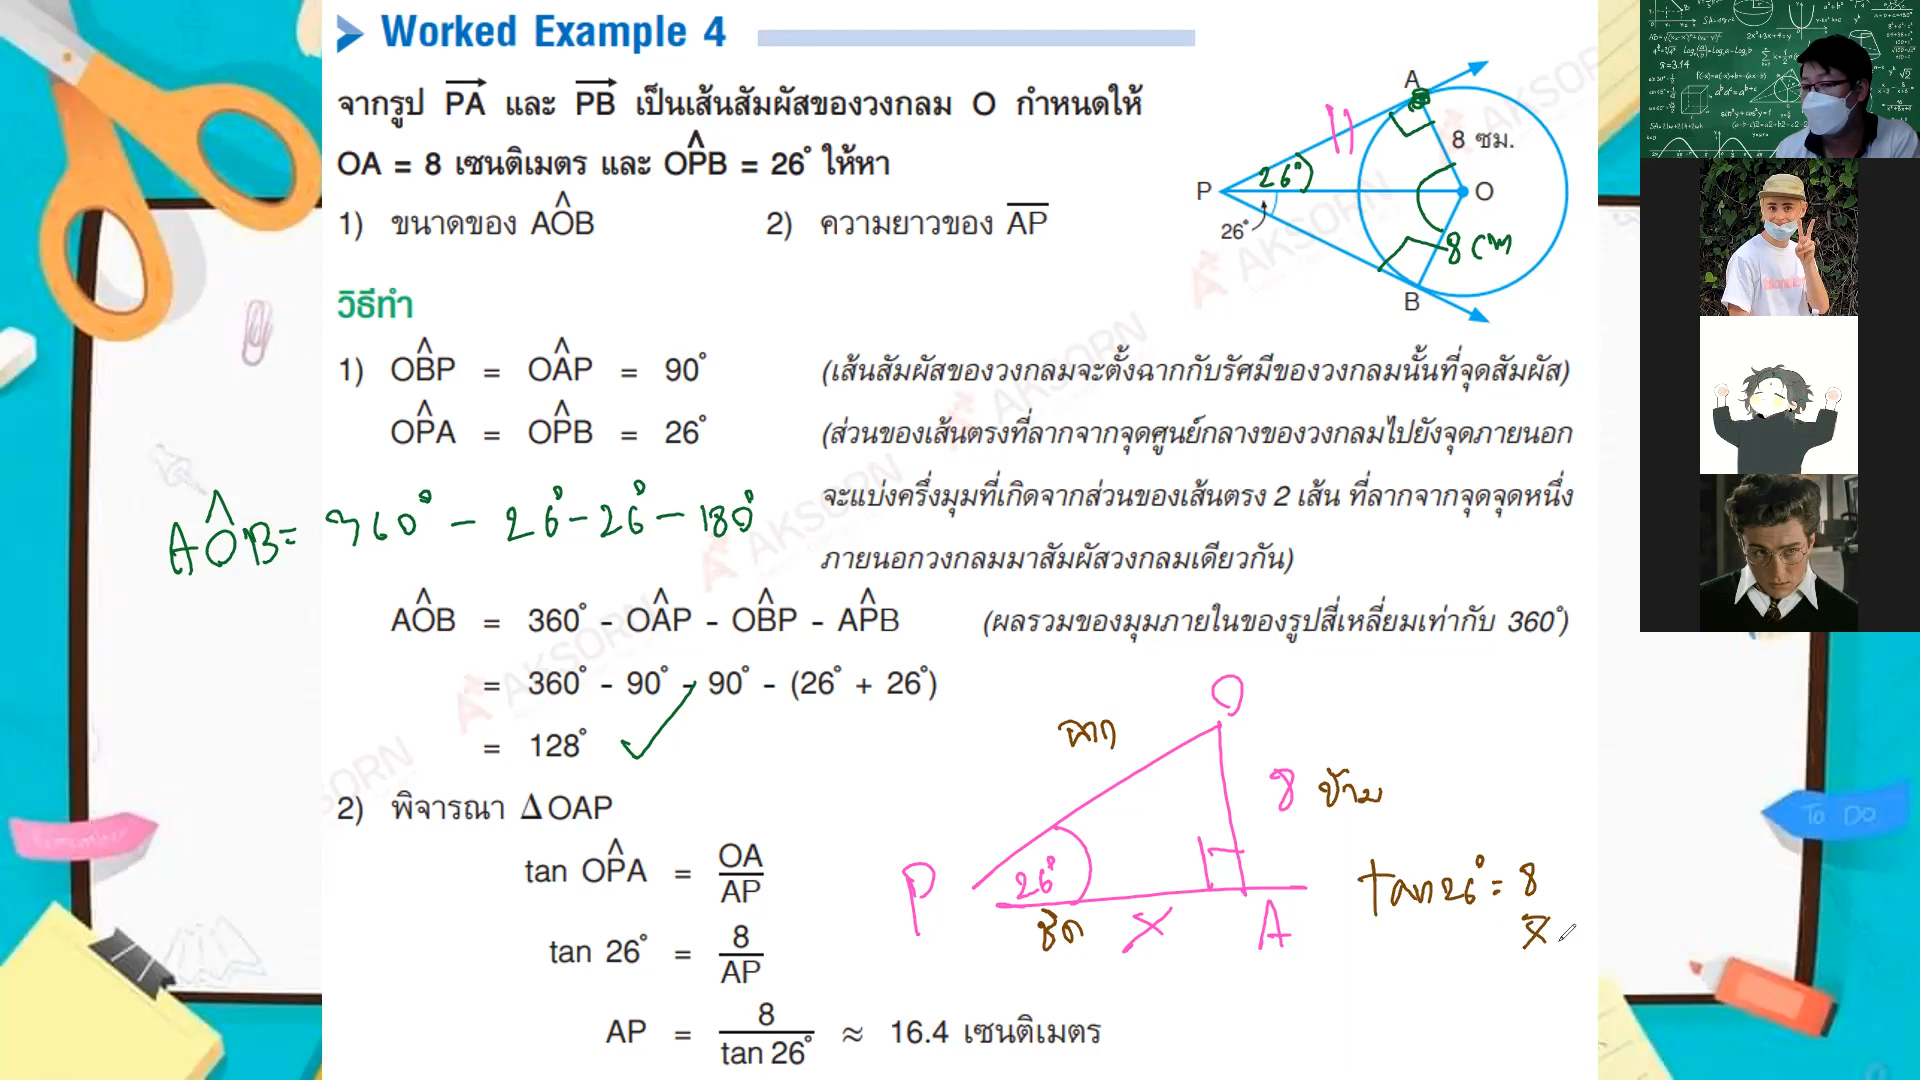 Worked Example 4
จากรูป PA และ PB เป็นเส้นสัมผัสของวงกลม O กำหนดให้
OA = 8 เซนติเมตร และ OP̂B = 26° ให้หา
1) ขนาดของ AÔB
2) ความยาวของ AP
A
8 ซม.
26°
P
O
26°
8 cm
B
วิธีทำ
1) OB̂P = OÂP = 90° (เส้นสัมผัสของวงกลมจะตั้งฉากกับรัศมีของวงกลมนั้นที่จุดสัมผัส)
OP̂A = OP̂B = 26° (ส่วนของเส้นตรงที่ลากจากจุดศูนย์กลางของวงกลมไปยังจุดภายนอก
จะแบ่งครึ่งมุมที่เกิดจากส่วนของเส้นตรง 2 เส้น ที่ลากจากจุดจุดหนึ่ง
AÔB = 360° - 26° - 26° - 180°
ภายนอกวงกลมมาสัมผัสวงกลมเดียวกัน)
AÔB = 360° - OÂP - OB̂P - AP̂B (ผลรวมของมุมภายในของรูปสี่เหลี่ยมเท่ากับ 360°)
= 360° - 90° - 90° - (26° + 26°)
= 128°
2) พิจารณา Δ OAP
tan OP̂A = OA/AP
tan 26° = 8/AP
AP = 8/tan 26° ≈ 16.4 เซนติเมตร
O
ฉาก
8 ข้าม
P
26°
ชิด
X
A
tan 26° = 8
X
To Do
AKSORN
AKSORN
AKSORN
AKSORN
AKSORN
AKSORN
π=3.14